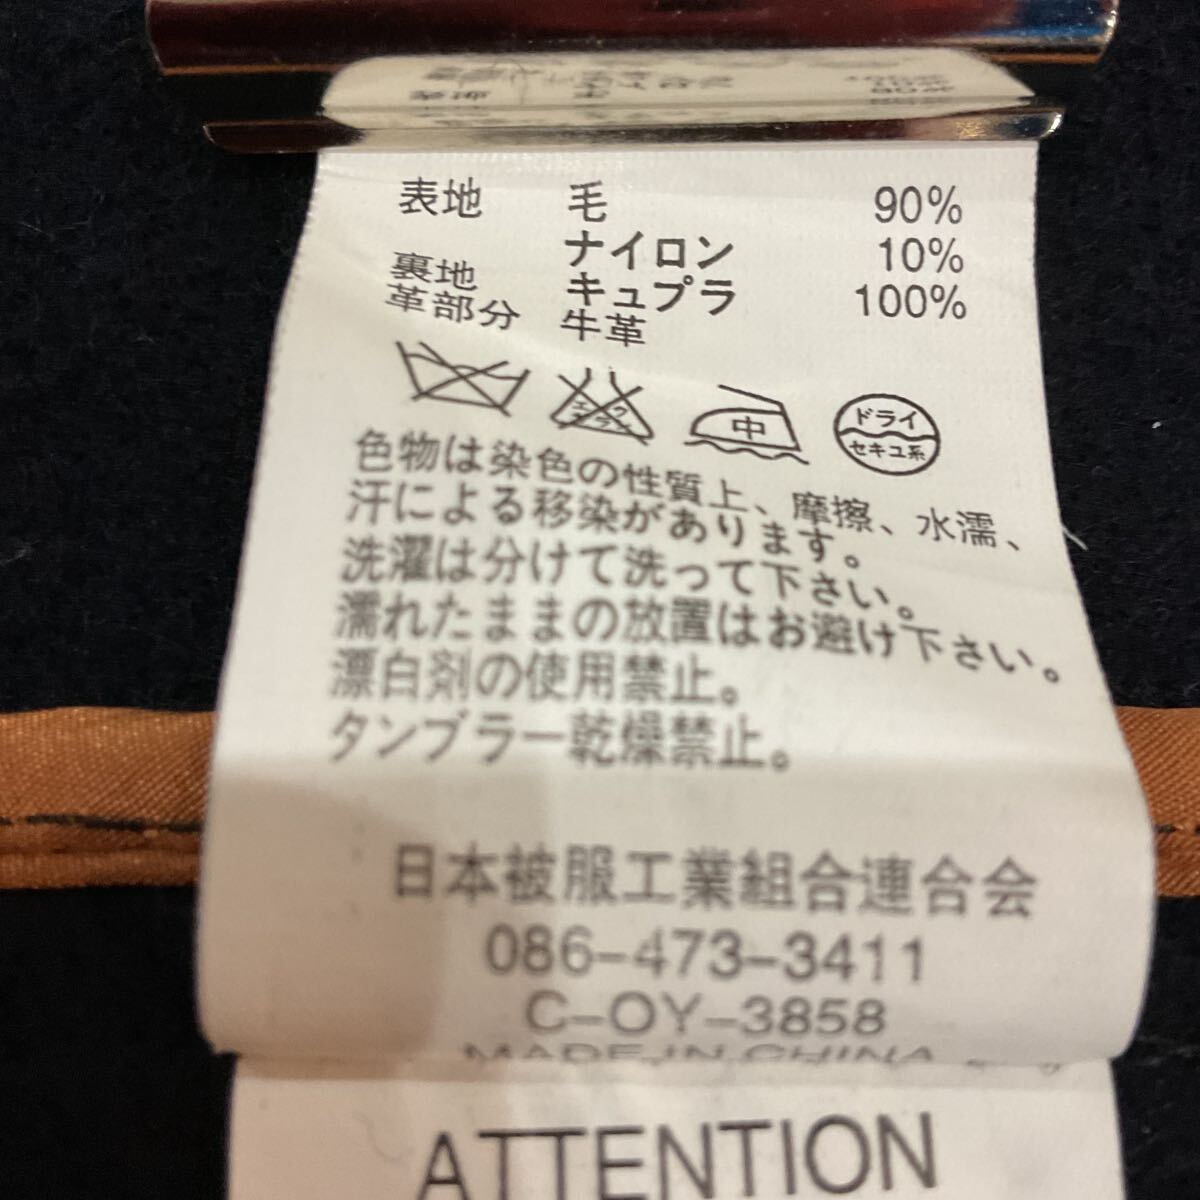 表地 毛 90%
ナイロン 10%
裏地 キュプラ 100%
革部分 牛革
中
ドライ
セキユ系
色物は染色の性質上、摩擦、水濡、
汗による移染があります。
洗濯は分けて洗って下さい。
濡れたままの放置はお避け下さい。
漂白剤の使用禁止。
タンブラー乾燥禁止。
日本被服工業組合連合会
086-473-3411
C-OY-3858
MADE IN CHINA
ATTENTION